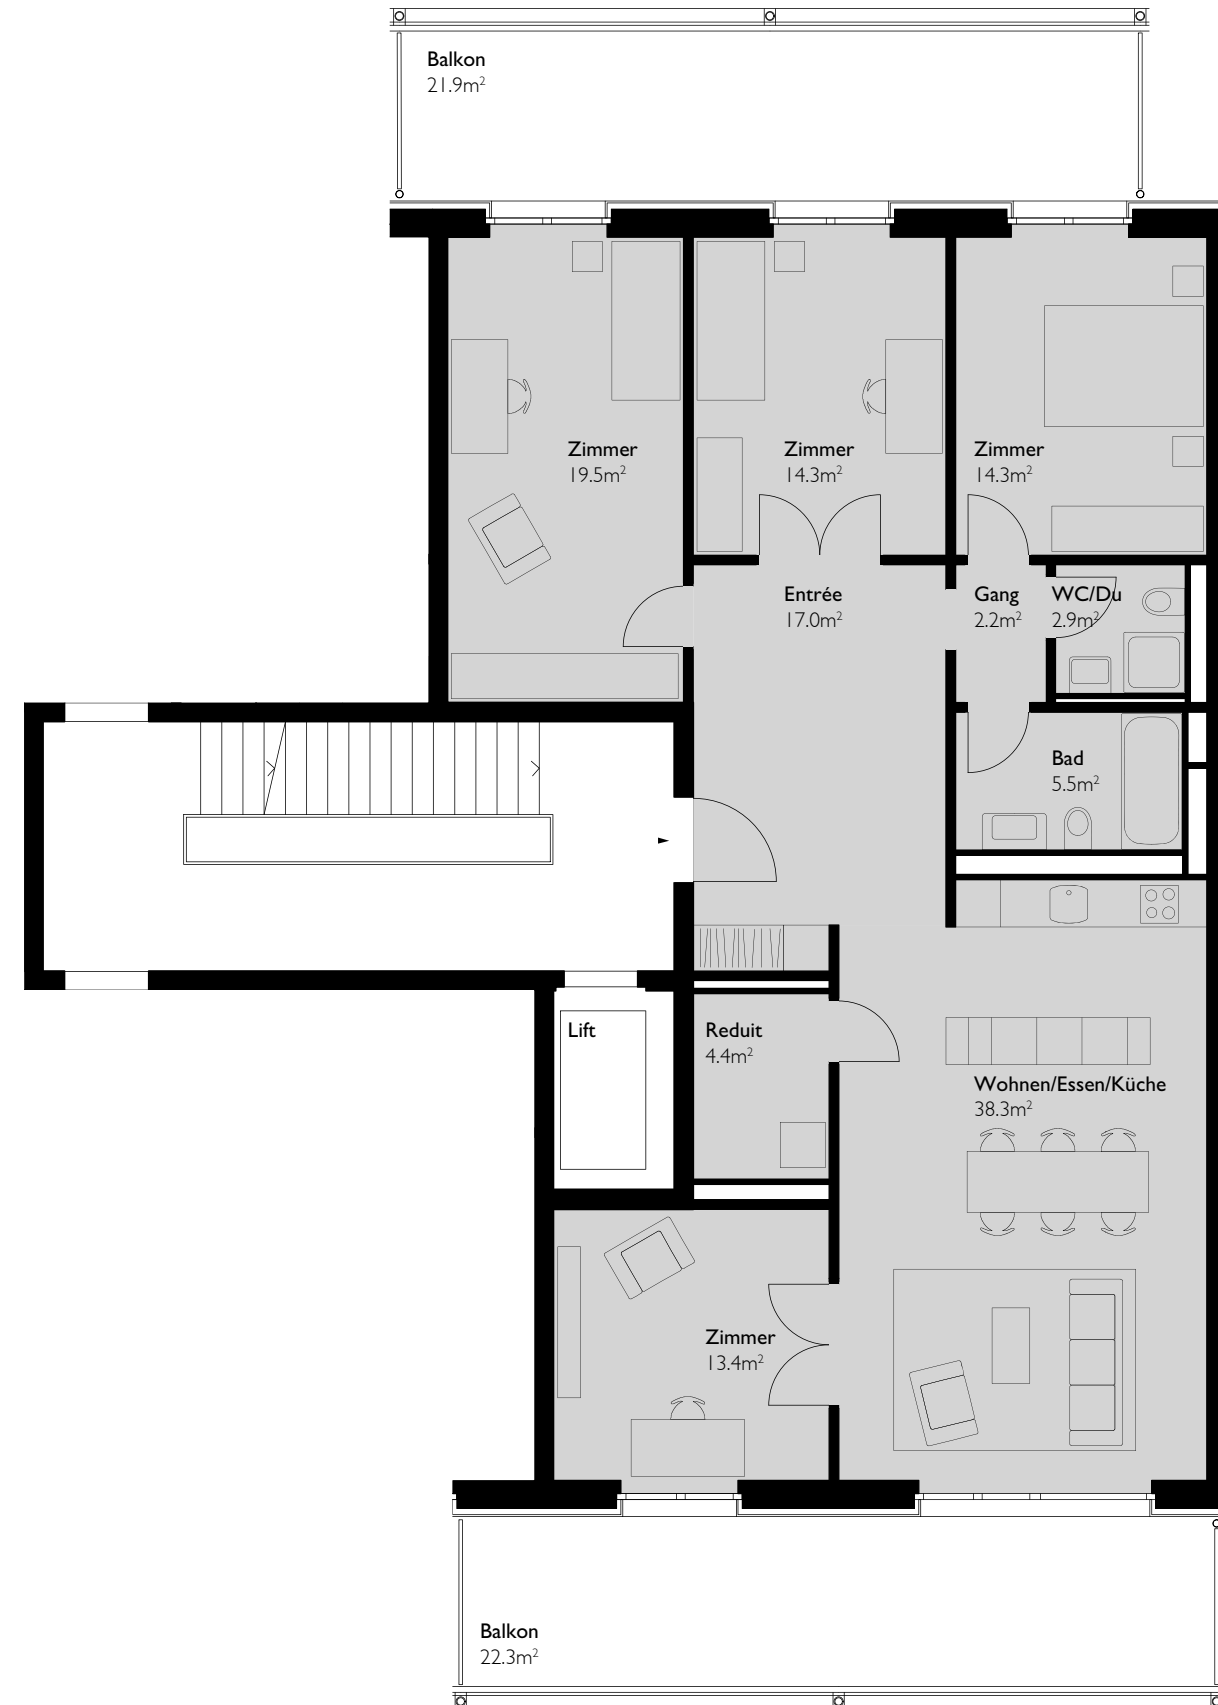 Balkon
21.9m²
Zimmer
19.5m²
Zimmer
14.3m²
Zimmer
14.3m²
Entrée
17.0m²
Gang
2.2m²
WC/Du
2.9m²
Bad
5.5m²
Lift
Reduit
4.4m²
Wohnen/Essen/Küche
38.3m²
Zimmer
13.4m²
Balkon
22.3m²